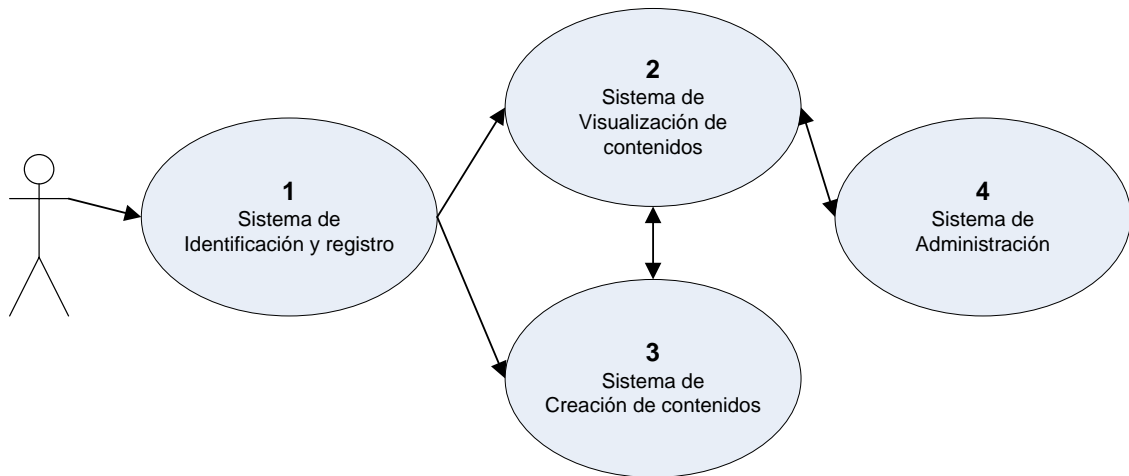 1
Sistema de
Identificación y registro
2
Sistema de
Visualización de
contenidos
3
Sistema de
Creación de contenidos
4
Sistema de
Administración